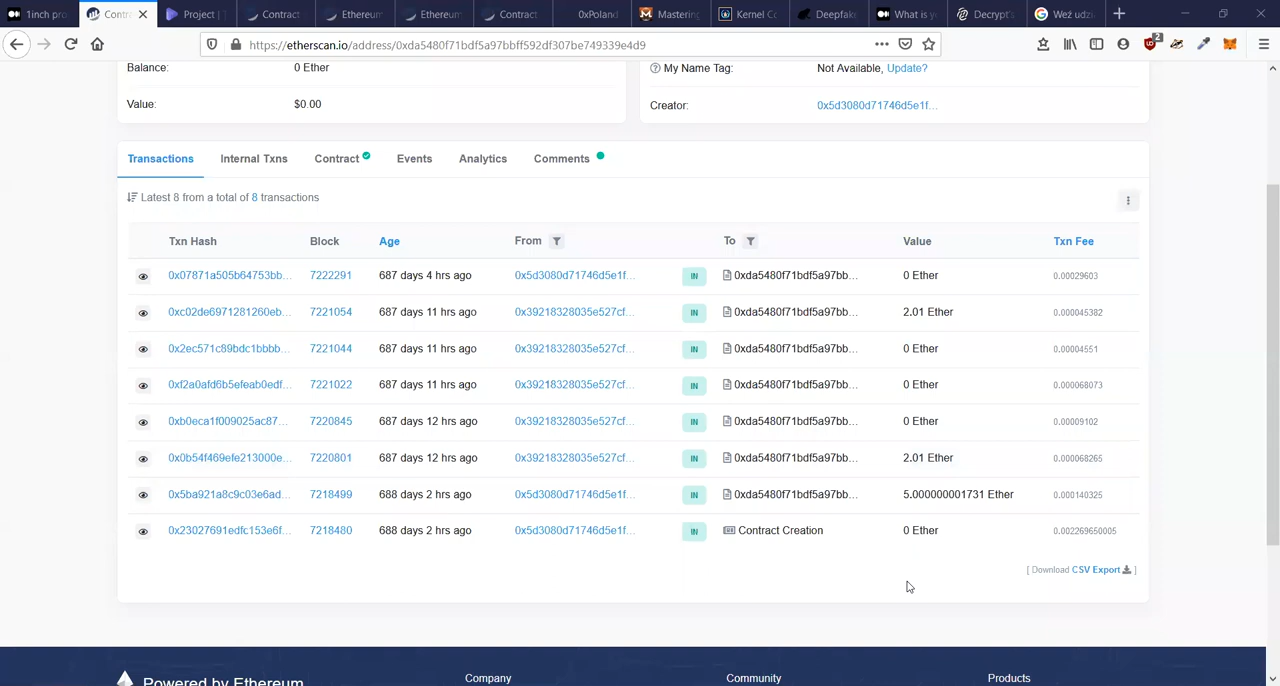 1inch pro
Contr
Project | T
Contract
Ethereum
Ethereum
Contract
0xPoland
Mastering
Kernel Co
Deepfake
What is y
Decrypt's
Weź udzi
https://etherscan.io/address/0xda5480f71bdf5a97bbff592df307be749339e4d9
2
Balance: 0 Ether
My Name Tag: Not Available, Update?
Value: $0.00
Creator: 0x5d3080d71746d5e1f...
Transactions Internal Txns Contract Events Analytics Comments
Latest 8 from a total of 8 transactions
Txn Hash Block Age From To Value Txn Fee
0x07871a505b64753bb... 7222291 687 days 4 hrs ago 0x5d3080d71746d5e1f... IN 0xda5480f71bdf5a97bb... 0 Ether 0.00029603
0xc02de6971281260eb... 7221054 687 days 11 hrs ago 0x39218328035e527cf... IN 0xda5480f71bdf5a97bb... 2.01 Ether 0.000045382
0x2ec571c89bdc1bbbb... 7221044 687 days 11 hrs ago 0x39218328035e527cf... IN 0xda5480f71bdf5a97bb... 0 Ether 0.00004551
0xf2a0afd6b5efeab0edf... 7221022 687 days 11 hrs ago 0x39218328035e527cf... IN 0xda5480f71bdf5a97bb... 0 Ether 0.000068073
0xb0eca1f009025ac87... 7220845 687 days 12 hrs ago 0x39218328035e527cf... IN 0xda5480f71bdf5a97bb... 0 Ether 0.00009102
0x0b54f469efe213000e... 7220801 687 days 12 hrs ago 0x39218328035e527cf... IN 0xda5480f71bdf5a97bb... 2.01 Ether 0.000068265
0x5ba921a8c9c03e6ad... 7218499 688 days 2 hrs ago 0x5d3080d71746d5e1f... IN 0xda5480f71bdf5a97bb... 5.000000001731 Ether 0.000140325
0x23027691edfc153e6f... 7218480 688 days 2 hrs ago 0x5d3080d71746d5e1f... IN Contract Creation 0 Ether 0.002269650005
[ Download CSV Export ]
Powered by Ethereum Company Community Products